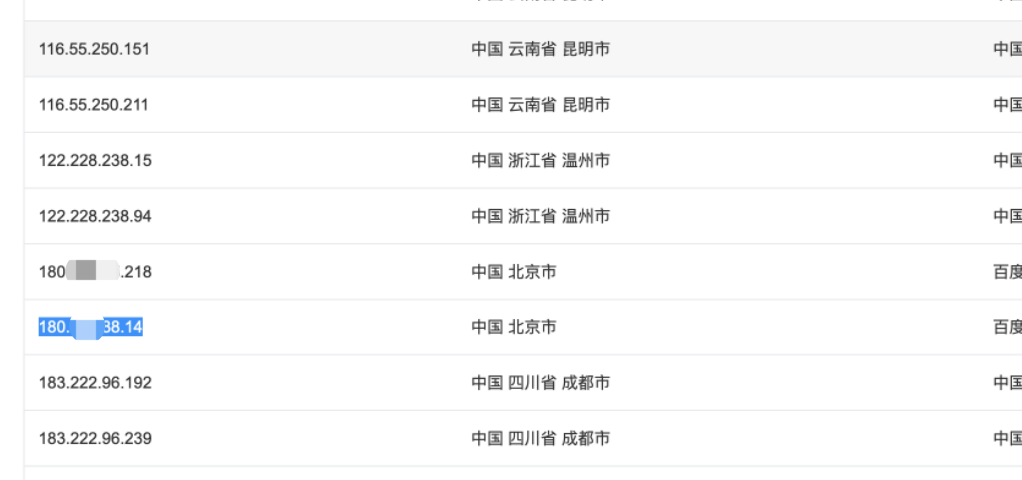 116.55.250.151 中国 云南省 昆明市 中国
116.55.250.211 中国 云南省 昆明市 中国
122.228.238.15 中国 浙江省 温州市 中国
122.228.238.94 中国 浙江省 温州市 中国
180 .218 中国 北京市 百度
180. 38.14 中国 北京市 百度
183.222.96.192 中国 四川省 成都市 中国
183.222.96.239 中国 四川省 成都市 中国